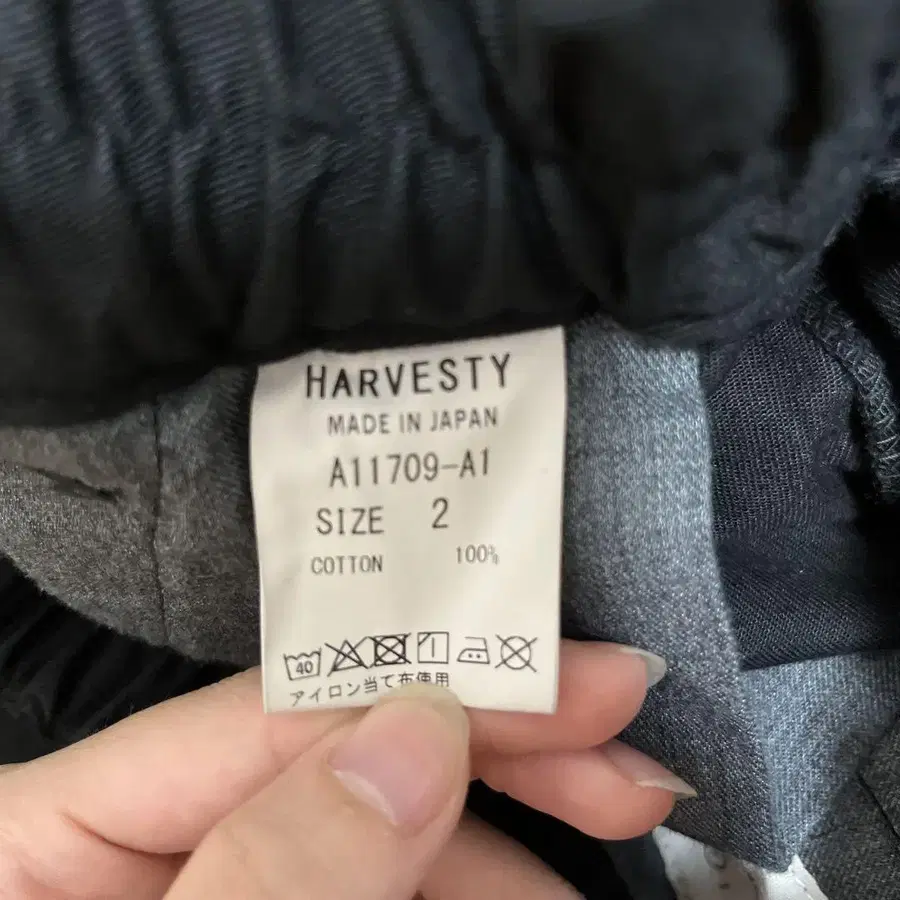 HARVESTY
MADE IN JAPAN
A11709-A1
SIZE 2
COTTON 100%
40
アイロン当て布使用